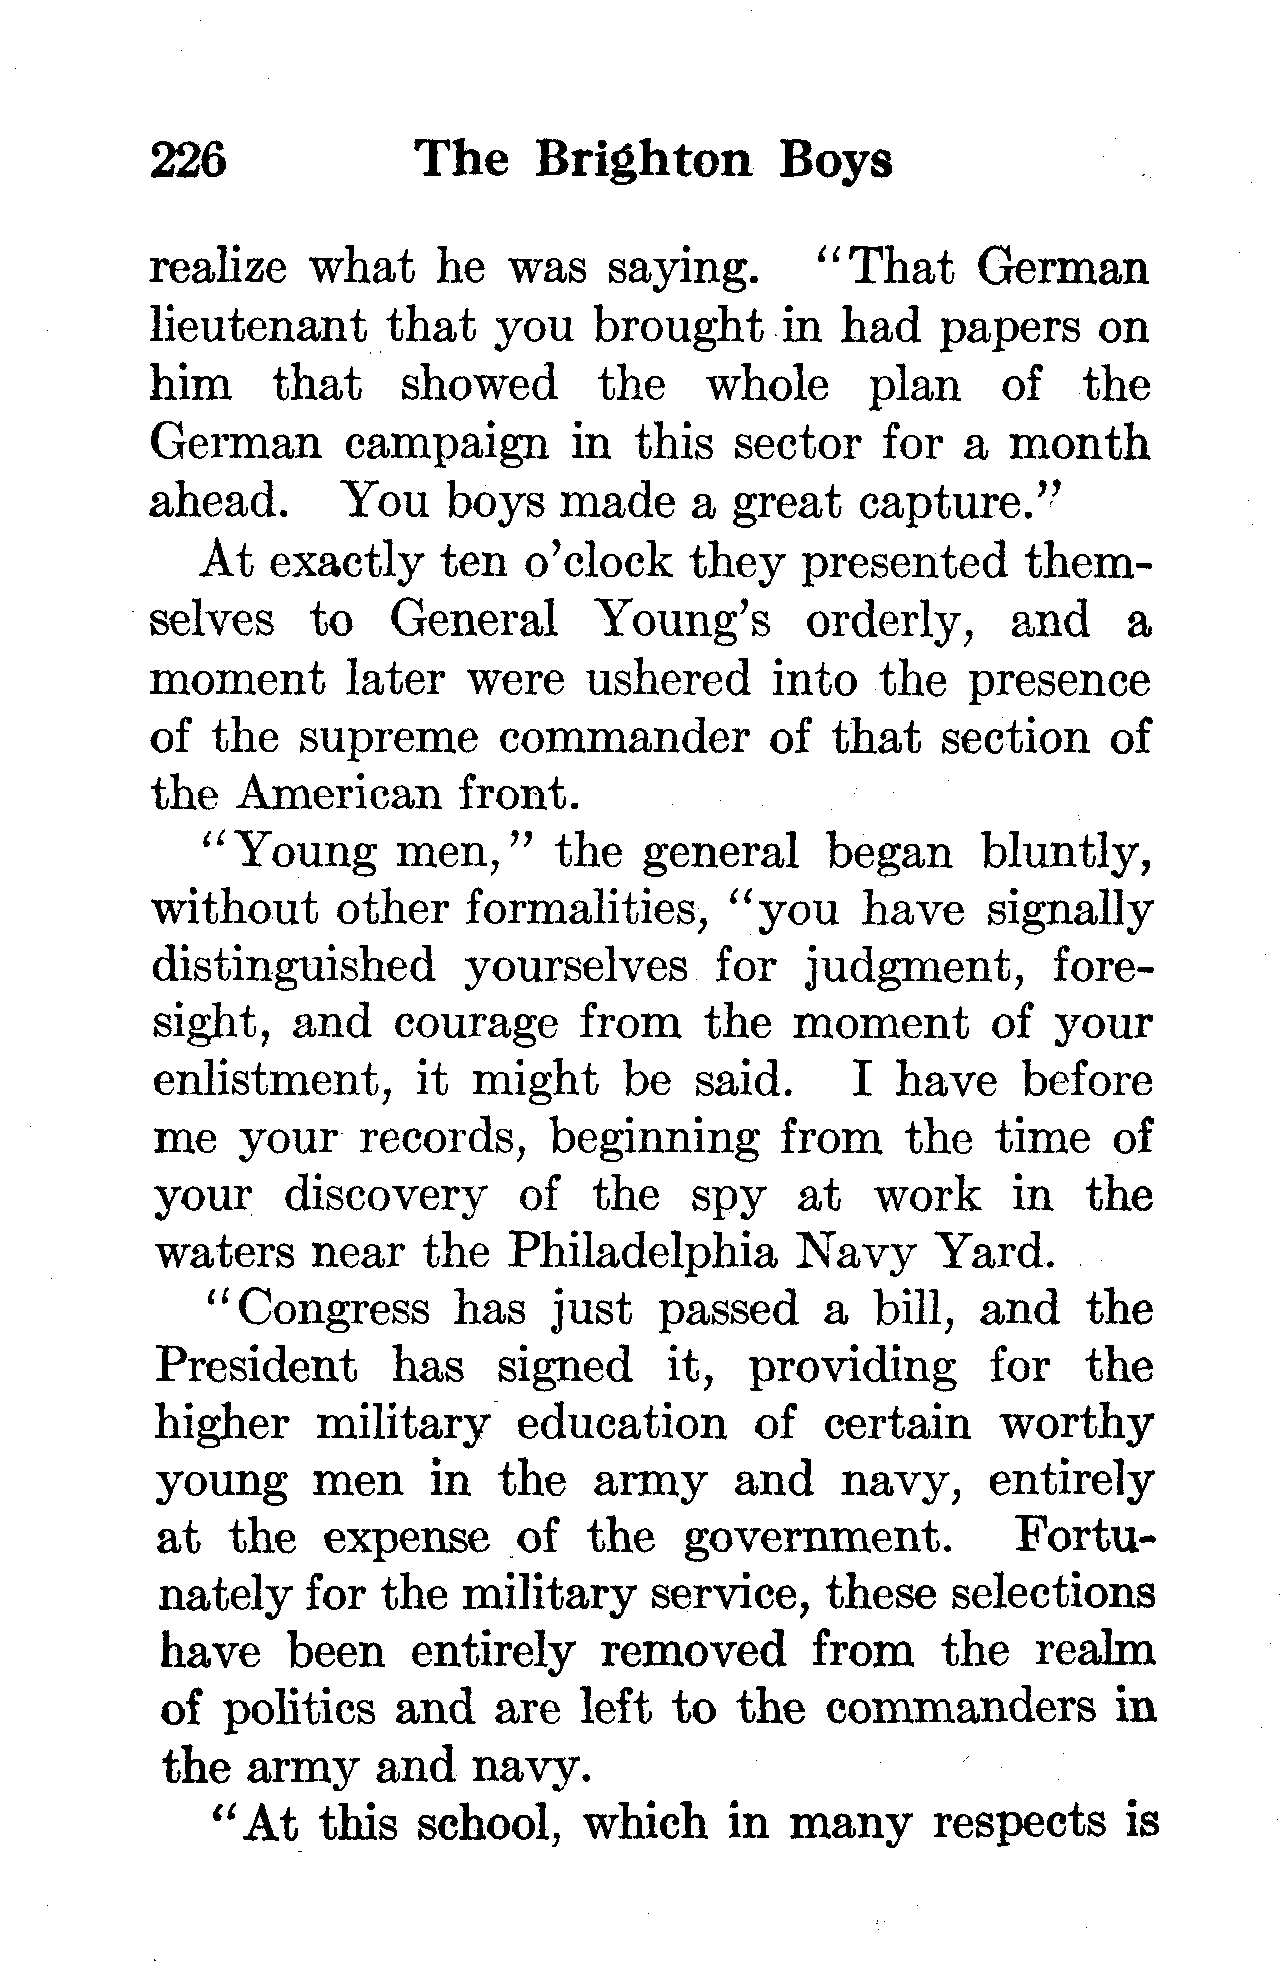 226 The Brighton Boys
realize what he was saying. "That German
lieutenant that you brought in had papers on
him that showed the whole plan of the
German campaign in this sector for a month
ahead. You boys made a great capture."
At exactly ten o'clock they presented them-
selves to General Young's orderly, and a
moment later were ushered into the presence
of the supreme commander of that section of
the American front.
"Young men," the general began bluntly,
without other formalities, "you have signally
distinguished yourselves for judgment, fore-
sight, and courage from the moment of your
enlistment, it might be said. I have before
me your records, beginning from the time of
your discovery of the spy at work in the
waters near the Philadelphia Navy Yard.
"Congress has just passed a bill, and the
President has signed it, providing for the
higher military education of certain worthy
young men in the army and navy, entirely
at the expense of the government. Fortu-
nately for the military service, these selections
have been entirely removed from the realm
of politics and are left to the commanders in
the army and navy.
"At this school, which in many respects is